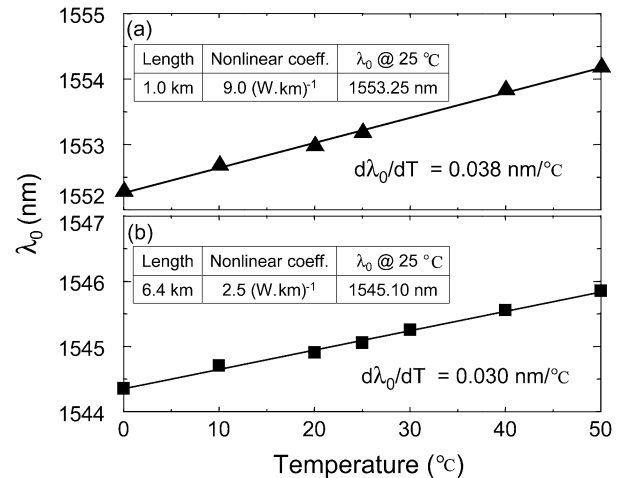 1555
(a)
Length Nonlinear coeff. λ₀ @ 25 °C
1.0 km 9.0 (W.km)⁻¹ 1553.25 nm
1554
1553
dλ₀/dT = 0.038 nm/°C
1552
λ₀ (nm)
1547
(b)
Length Nonlinear coeff. λ₀ @ 25 °C
6.4 km 2.5 (W.km)⁻¹ 1545.10 nm
1546
1545
dλ₀/dT = 0.030 nm/°C
1544
0 10 20 30 40 50
Temperature (°C)